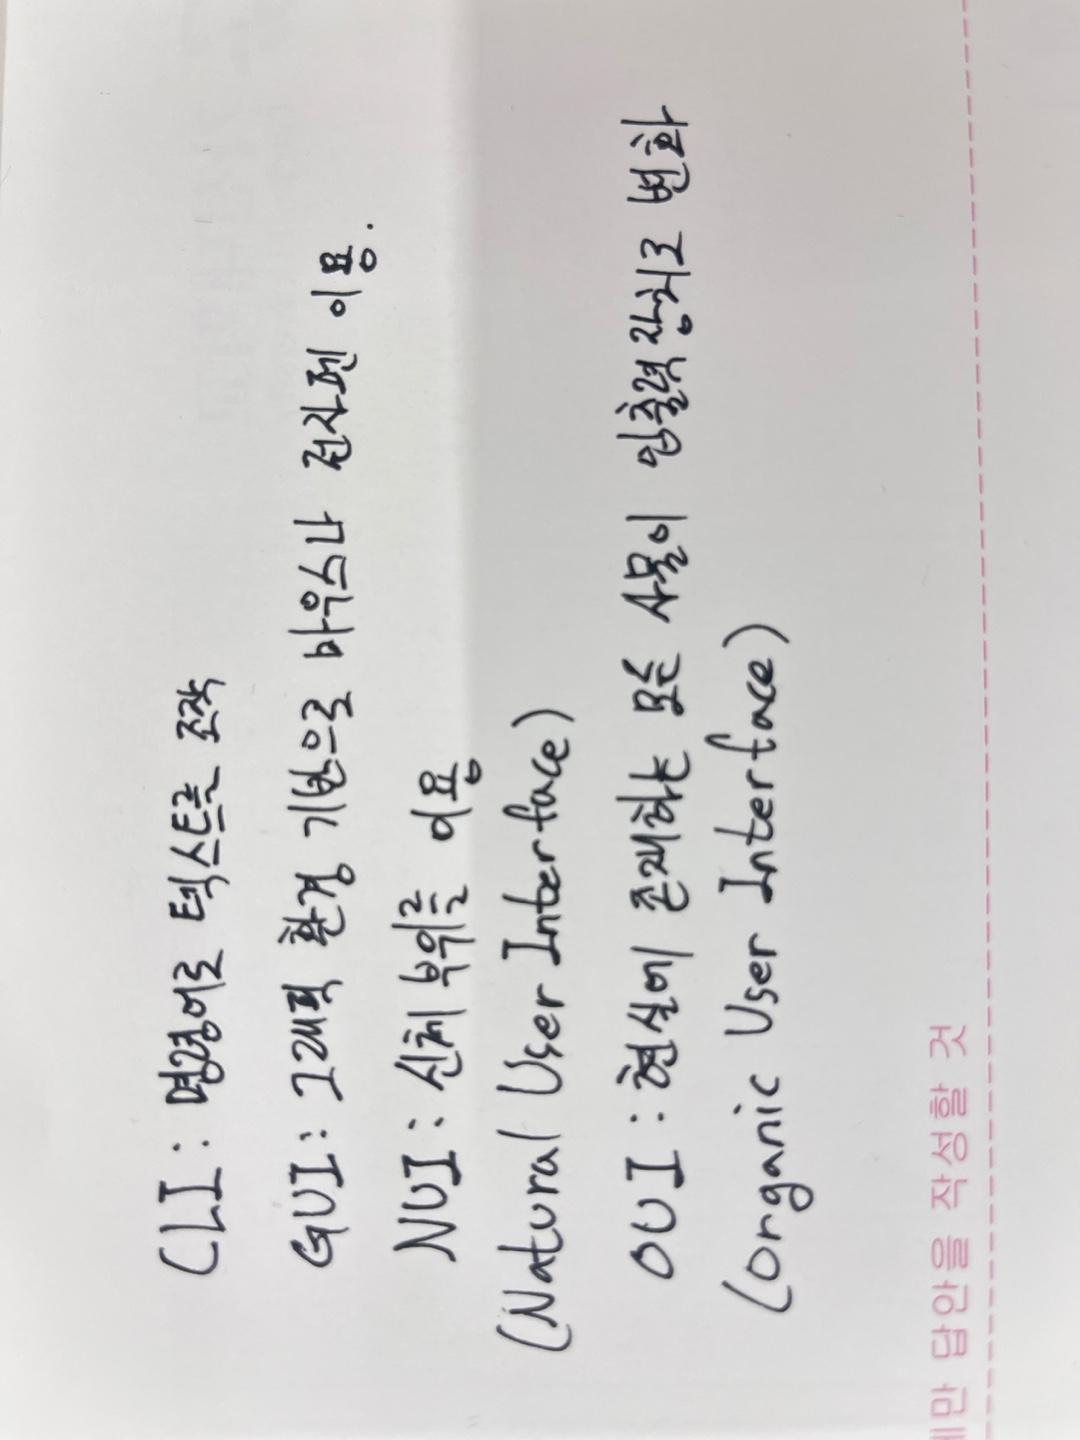 CLI : 명령어로 텍스트로 조작
GUI : 그래픽 환경 기반으로 마우스나 전자펜 이용.
NUI : 신체 부위를 이용
(Natural User Interface)
OUI : 현실에 존재하는 모든 사물이 입출력장치로 변화
(Organic User Interface)
에만 답안을 작성할 것